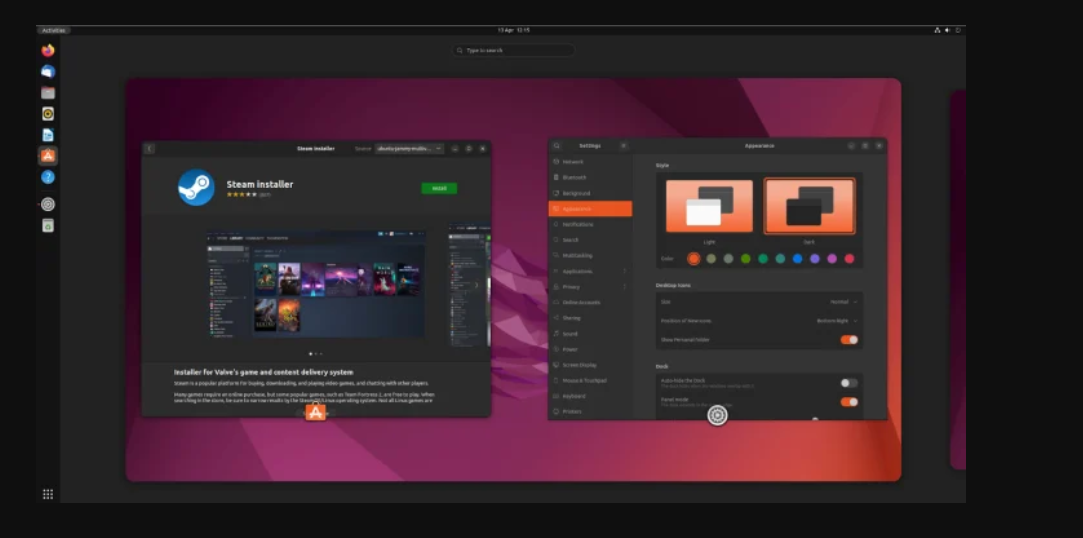 Activities
13 Apr 12:15
Type to search
Steam Installer
Source
ubuntu-jammy-multiv...
Steam installer
INSTALL
Installer for Valve's game and content delivery system
Steam is a popular platform for buying, downloading, and playing video games, and chatting with other players.
Many games require an online purchase, but some popular games, such as Team Fortress 2, are free to play. When
searching in the store, be sure to narrow results by the SteamOS/Linux operating system. Not all Linux games are
Settings
Appearance
Network
Bluetooth
Background
Appearance
Notifications
Search
Multitasking
Applications
Privacy
Online Accounts
Sharing
Sound
Power
Screen Display
Mouse & Touchpad
Keyboard
Printers
Style
Light
Dark
Color
Desktop Icons
Size
Normal
Position of New Icons
Bottom Right
Show Personal Folder
Dock
Auto-hide the Dock
Panel mode